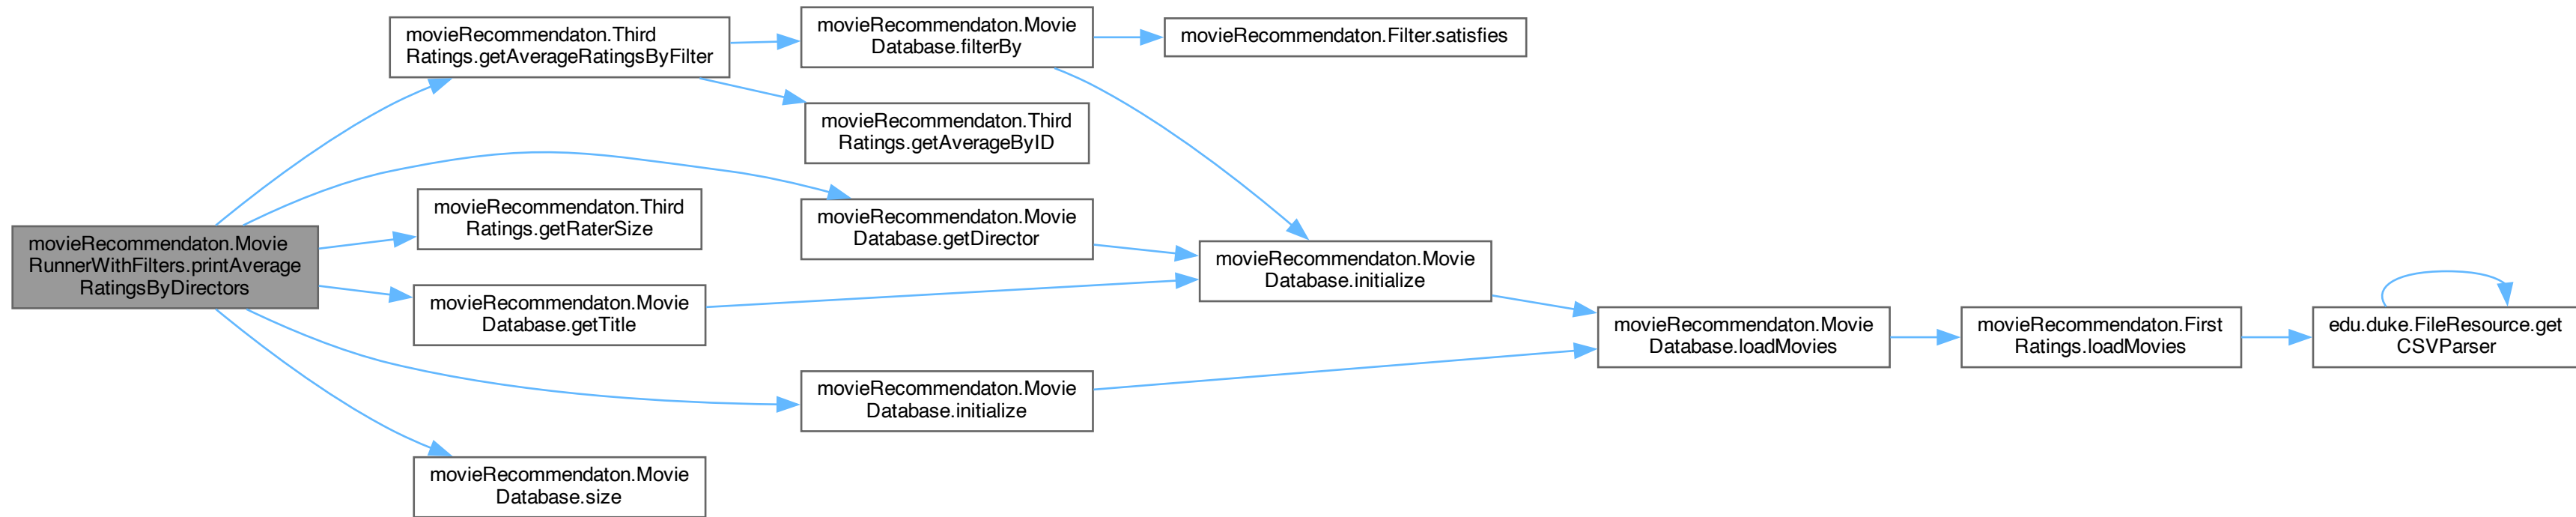 movieRecommendaton.Movie
RunnerWithFilters.printAverage
RatingsByDirectors
movieRecommendaton.Third
Ratings.getAverageRatingsByFilter
movieRecommendaton.Movie
Database.filterBy
movieRecommendaton.Filter.satisfies
movieRecommendaton.Third
Ratings.getAverageByID
movieRecommendaton.Third
Ratings.getRaterSize
movieRecommendaton.Movie
Database.getDirector
movieRecommendaton.Movie
Database.initialize
movieRecommendaton.Movie
Database.getTitle
movieRecommendaton.Movie
Database.loadMovies
movieRecommendaton.First
Ratings.loadMovies
edu.duke.FileResource.get
CSVParser
movieRecommendaton.Movie
Database.initialize
movieRecommendaton.Movie
Database.size